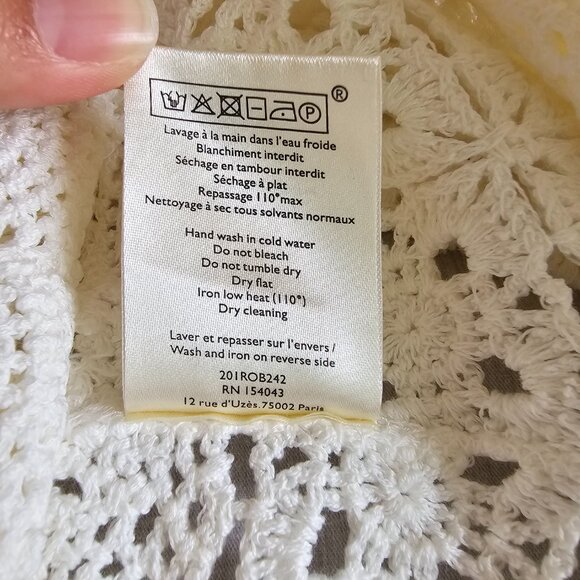 P ®
Lavage à la main dans l'eau froide
Blanchiment interdit
Séchage en tambour interdit
Séchage à plat
Repassage 110° max
Nettoyage à sec tous solvants normaux
Hand wash in cold water
Do not bleach
Do not tumble dry
Dry flat
Iron low heat (110°)
Dry cleaning
Laver et repasser sur l'envers /
Wash and iron on reverse side
201ROB242
RN 154043
12 rue d'Uzès.75002 Paris